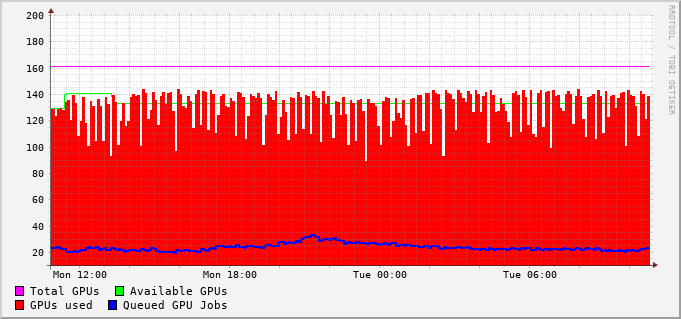 200
180
160
140
120
100
80
60
40
20
Mon 12:00 Mon 18:00 Tue 00:00 Tue 06:00
Total GPUs Available GPUs
GPUs used Queued GPU Jobs
RRDTOOL / TOBI OETIKER